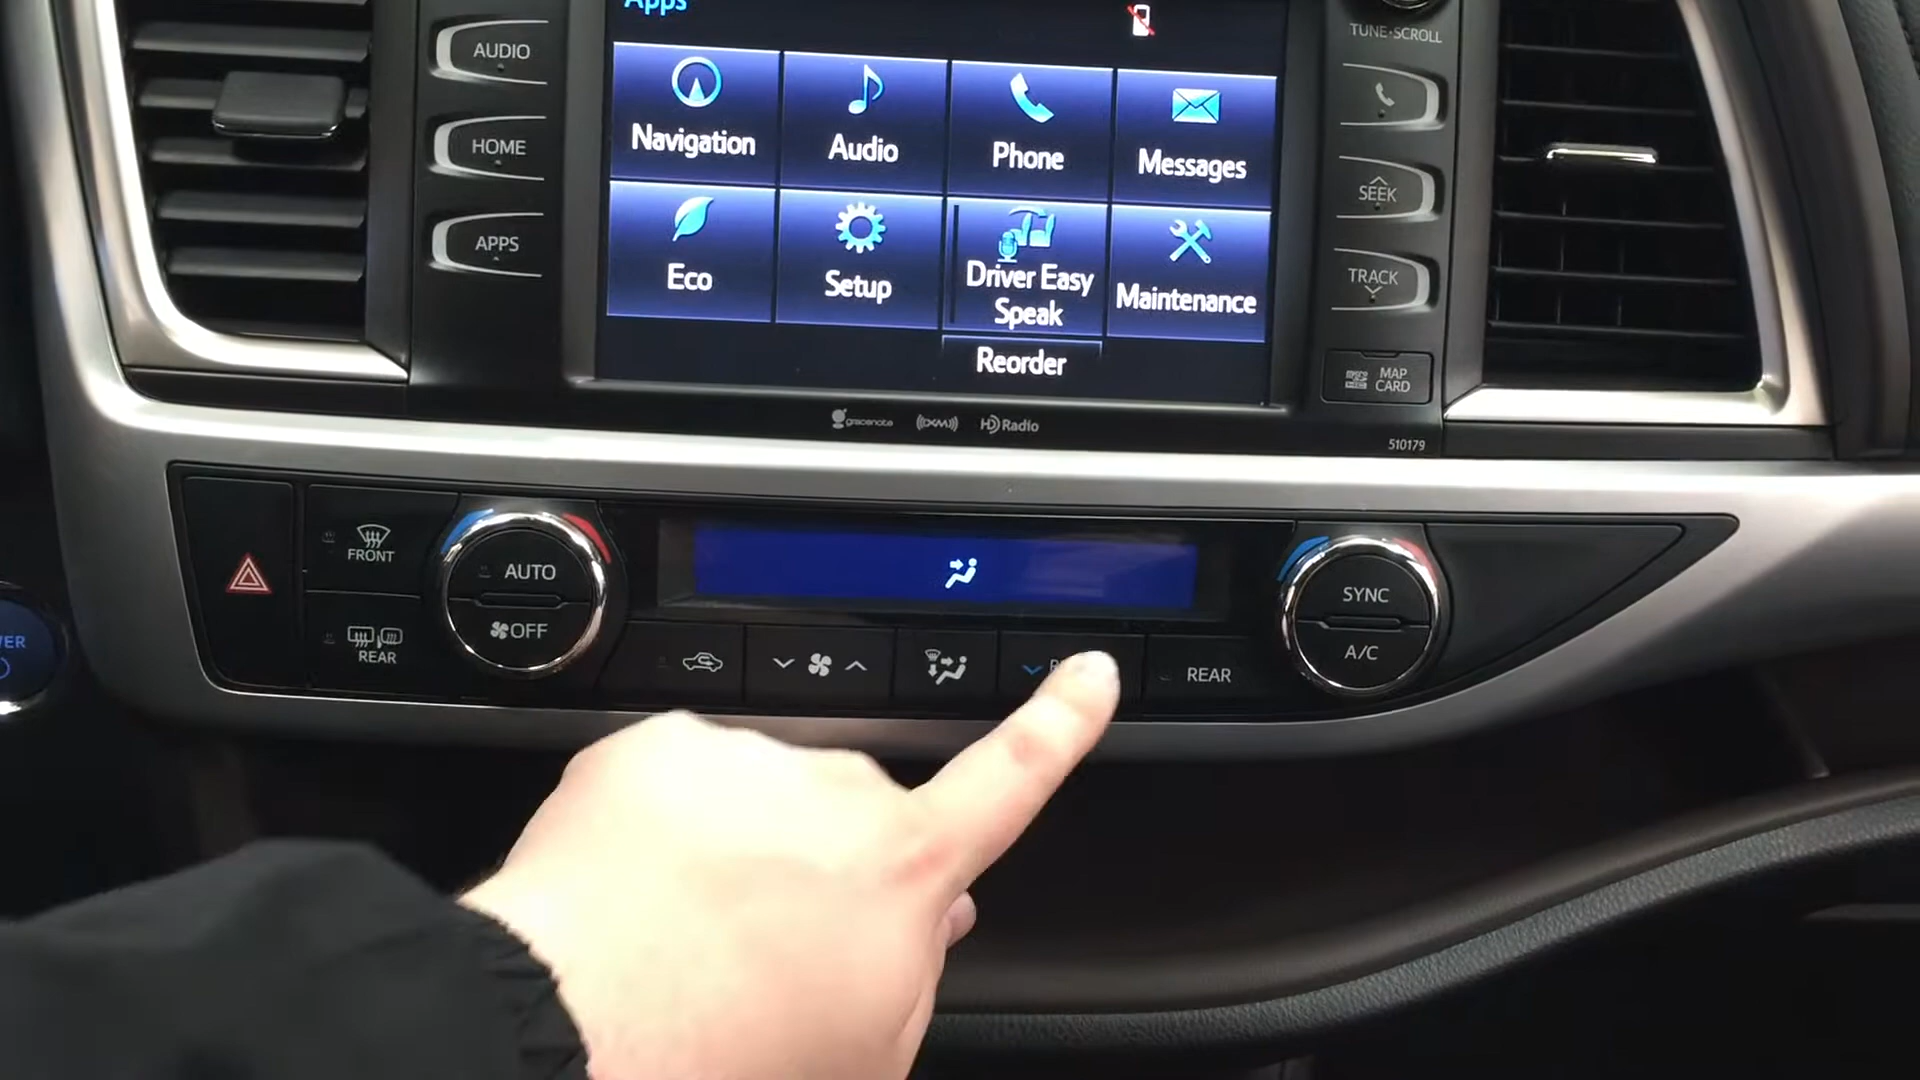 Apps
AUDIO
HOME
APPS
Navigation
Audio
Phone
Messages
Eco
Setup
Driver Easy
Speak
Maintenance
Reorder
TUNE•SCROLL
SEEK
TRACK
MAP
CARD
gracenote
((XM))
HD Radio
510179
FRONT
REAR
AUTO
OFF
REAR
SYNC
A/C